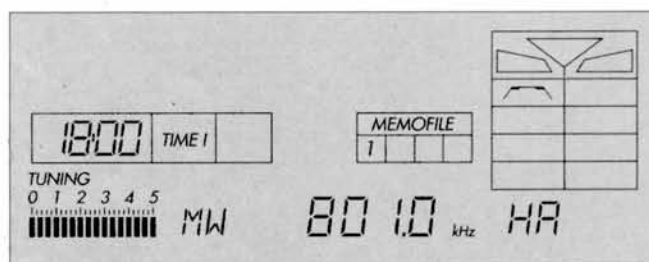 18:00 TIME I
MEMOFILE
1
TUNING
0 1 2 3 4 5
MW 801.0 kHz HA